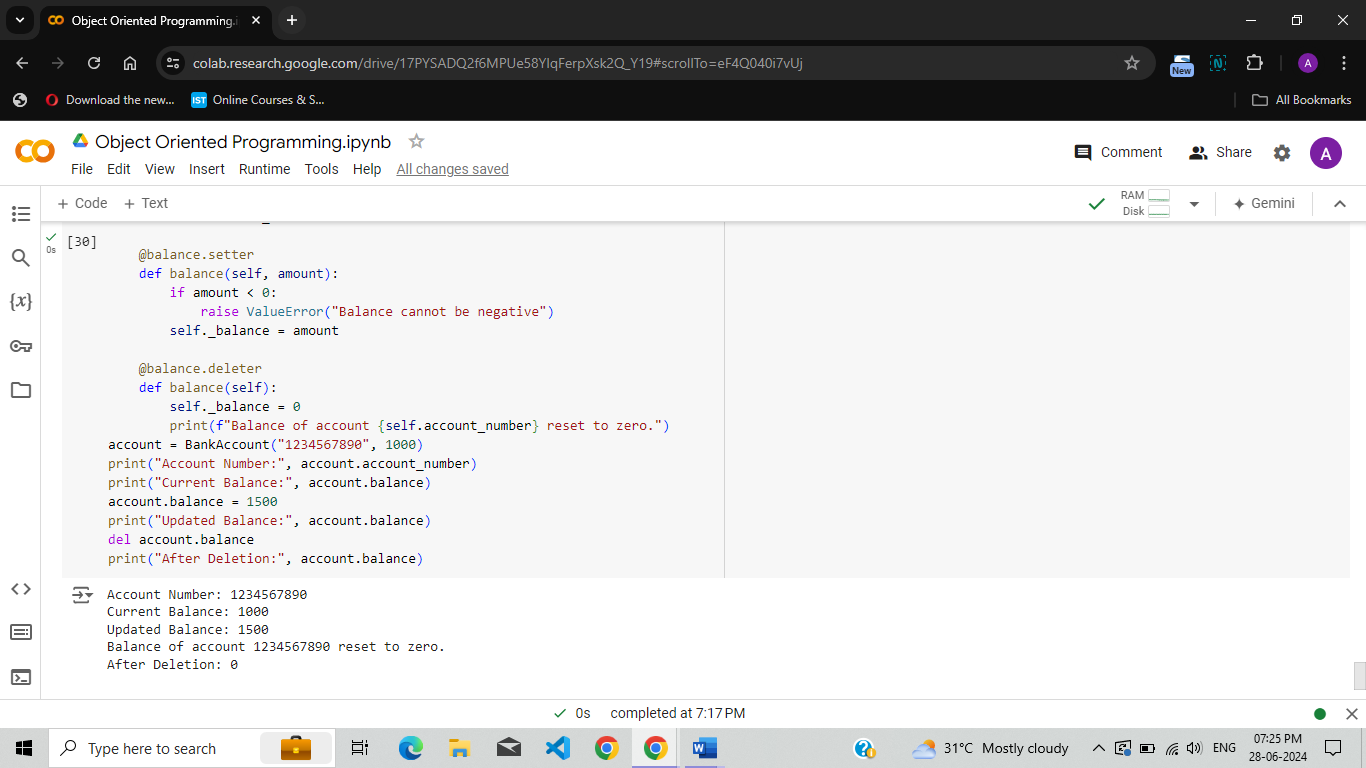 Object Oriented Programming.i
colab.research.google.com/drive/17PYSADQ2f6MPUe58YIqFerpXsk2Q_Y19#scrollTo=eF4Q040i7vUj
New
N
A
Download the new...
IST Online Courses & S...
All Bookmarks
Object Oriented Programming.ipynb
File Edit View Insert Runtime Tools Help All changes saved
Comment Share A
+ Code + Text
RAM
Disk
Gemini
0s
[30]
@balance.setter
def balance(self, amount):
if amount < 0:
raise ValueError("Balance cannot be negative")
self._balance = amount
@balance.deleter
def balance(self):
self._balance = 0
print(f"Balance of account {self.account_number} reset to zero.")
account = BankAccount("1234567890", 1000)
print("Account Number:", account.account_number)
print("Current Balance:", account.balance)
account.balance = 1500
print("Updated Balance:", account.balance)
del account.balance
print("After Deletion:", account.balance)
Account Number: 1234567890
Current Balance: 1000
Updated Balance: 1500
Balance of account 1234567890 reset to zero.
After Deletion: 0
0s completed at 7:17 PM
Type here to search
31°C Mostly cloudy
ENG
07:25 PM
28-06-2024